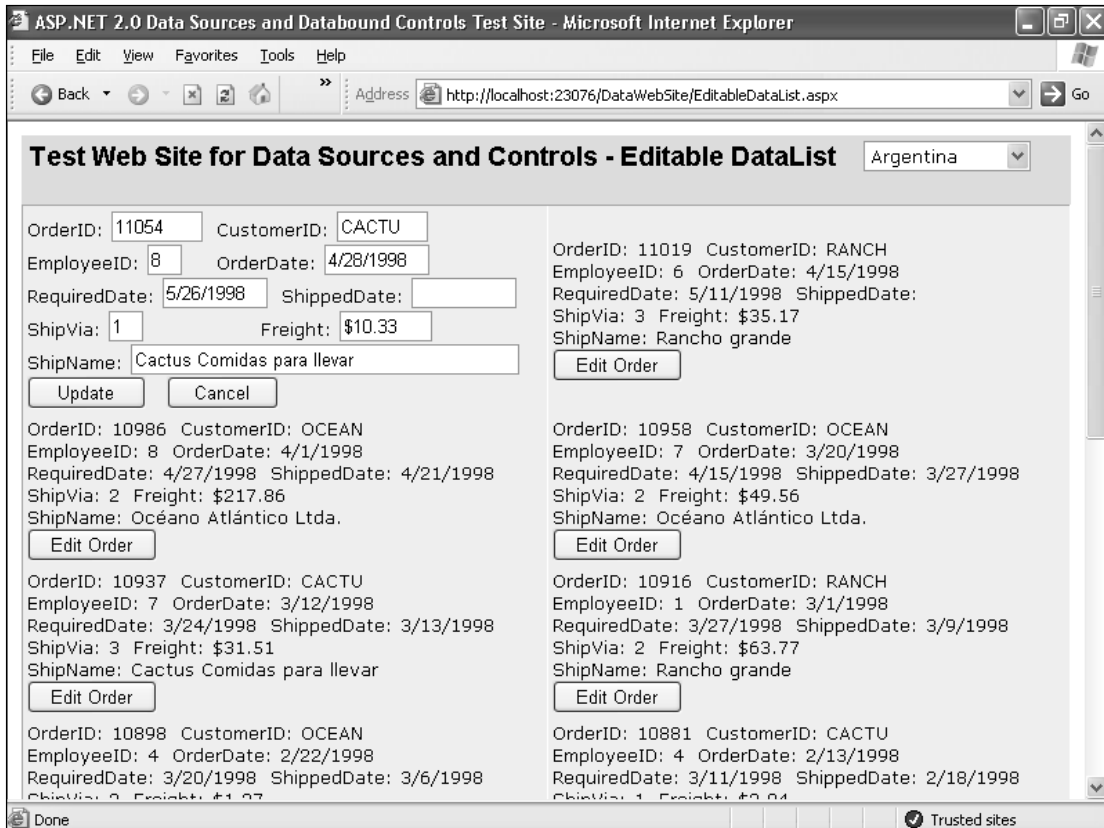 ASP.NET 2.0 Data Sources and Databound Controls Test Site - Microsoft Internet Explorer
File Edit View Favorites Tools Help
Back » Address http://localhost:23076/DataWebSite/EditableDataList.aspx Go
Test Web Site for Data Sources and Controls - Editable DataList Argentina
OrderID: 11054 CustomerID: CACTU
EmployeeID: 8 OrderDate: 4/28/1998
RequiredDate: 5/26/1998 ShippedDate:
ShipVia: 1 Freight: $10.33
ShipName: Cactus Comidas para llevar
Update Cancel
OrderID: 11019 CustomerID: RANCH
EmployeeID: 6 OrderDate: 4/15/1998
RequiredDate: 5/11/1998 ShippedDate:
ShipVia: 3 Freight: $35.17
ShipName: Rancho grande
Edit Order
OrderID: 10986 CustomerID: OCEAN
EmployeeID: 8 OrderDate: 4/1/1998
RequiredDate: 4/27/1998 ShippedDate: 4/21/1998
ShipVia: 2 Freight: $217.86
ShipName: Océano Atlántico Ltda.
Edit Order
OrderID: 10958 CustomerID: OCEAN
EmployeeID: 7 OrderDate: 3/20/1998
RequiredDate: 4/15/1998 ShippedDate: 3/27/1998
ShipVia: 2 Freight: $49.56
ShipName: Océano Atlántico Ltda.
Edit Order
OrderID: 10937 CustomerID: CACTU
EmployeeID: 7 OrderDate: 3/12/1998
RequiredDate: 3/24/1998 ShippedDate: 3/13/1998
ShipVia: 3 Freight: $31.51
ShipName: Cactus Comidas para llevar
Edit Order
OrderID: 10916 CustomerID: RANCH
EmployeeID: 1 OrderDate: 3/1/1998
RequiredDate: 3/27/1998 ShippedDate: 3/9/1998
ShipVia: 2 Freight: $63.77
ShipName: Rancho grande
Edit Order
OrderID: 10898 CustomerID: OCEAN
EmployeeID: 4 OrderDate: 2/22/1998
RequiredDate: 3/20/1998 ShippedDate: 3/6/1998
ShipVia: Freight:
OrderID: 10881 CustomerID: CACTU
EmployeeID: 4 OrderDate: 2/13/1998
RequiredDate: 3/11/1998 ShippedDate: 2/18/1998
ShipVia: 1 Freight:
Done Trusted sites